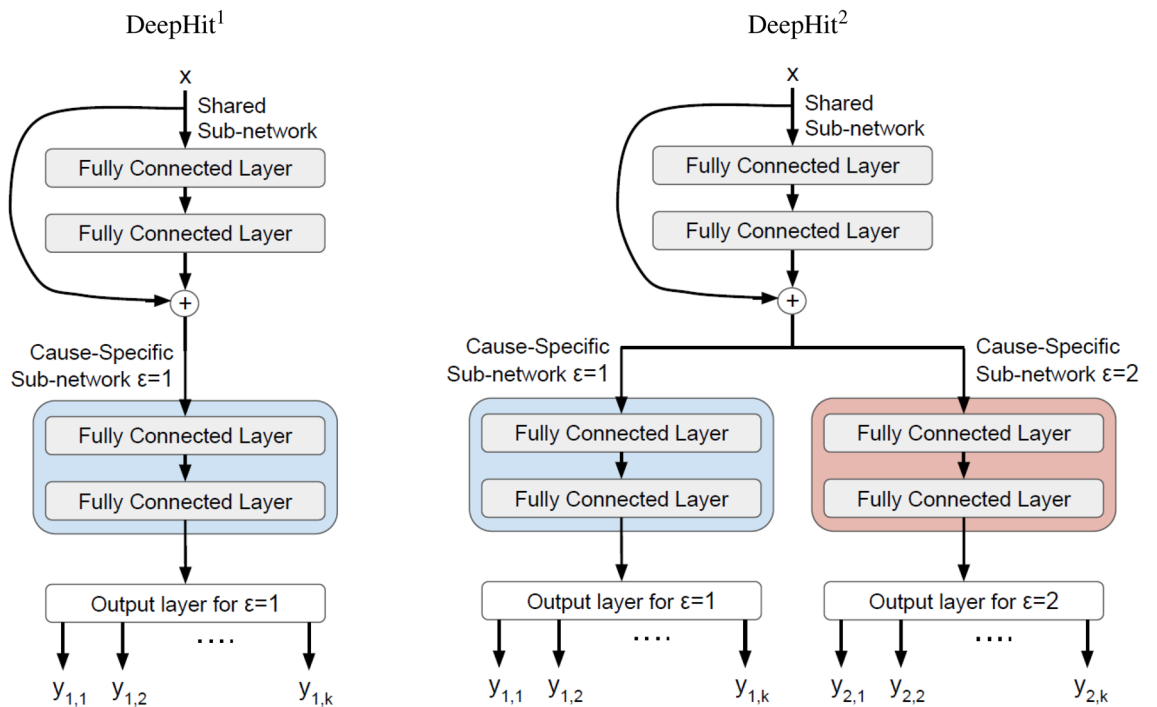 DeepHit¹
x
Shared
Sub-network
Fully Connected Layer
Fully Connected Layer
+
Cause-Specific
Sub-network ε=1
Fully Connected Layer
Fully Connected Layer
Output layer for ε=1
....
y₁,₁ y₁,₂ y₁,ₖ
DeepHit²
x
Shared
Sub-network
Fully Connected Layer
Fully Connected Layer
+
Cause-Specific
Sub-network ε=1
Fully Connected Layer
Fully Connected Layer
Output layer for ε=1
....
y₁,₁ y₁,₂ y₁,ₖ
Cause-Specific
Sub-network ε=2
Fully Connected Layer
Fully Connected Layer
Output layer for ε=2
....
y₂,₁ y₂,₂ y₂,ₖ